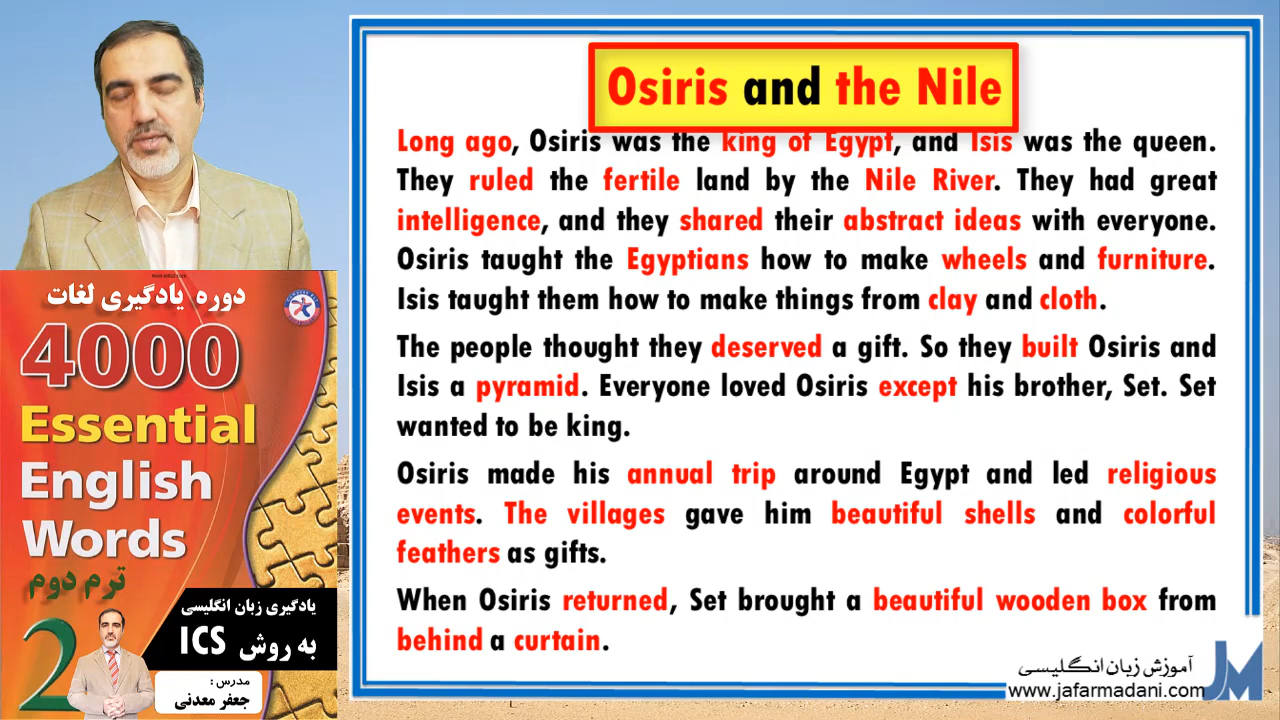 Osiris and the Nile
Long ago, Osiris was the king of Egypt, and Isis was the queen.
They ruled the fertile land by the Nile River. They had great
intelligence, and they shared their abstract ideas with everyone.
Osiris taught the Egyptians how to make wheels and furniture.
Isis taught them how to make things from clay and cloth.
The people thought they deserved a gift. So they built Osiris and
Isis a pyramid. Everyone loved Osiris except his brother, Set. Set
wanted to be king.
Osiris made his annual trip around Egypt and led religious
events. The villages gave him beautiful shells and colorful
feathers as gifts.
When Osiris returned, Set brought a beautiful wooden box from
behind a curtain.
دوره یادگیری لغات
4000
Essential
English
Words
ترم دوم
2
یادگیری زبان انگلیسی
به روش ICS
مدرس :
جعفر معدنی
آموزش زبان انگلیسی
www.jafarmadani.com
JM